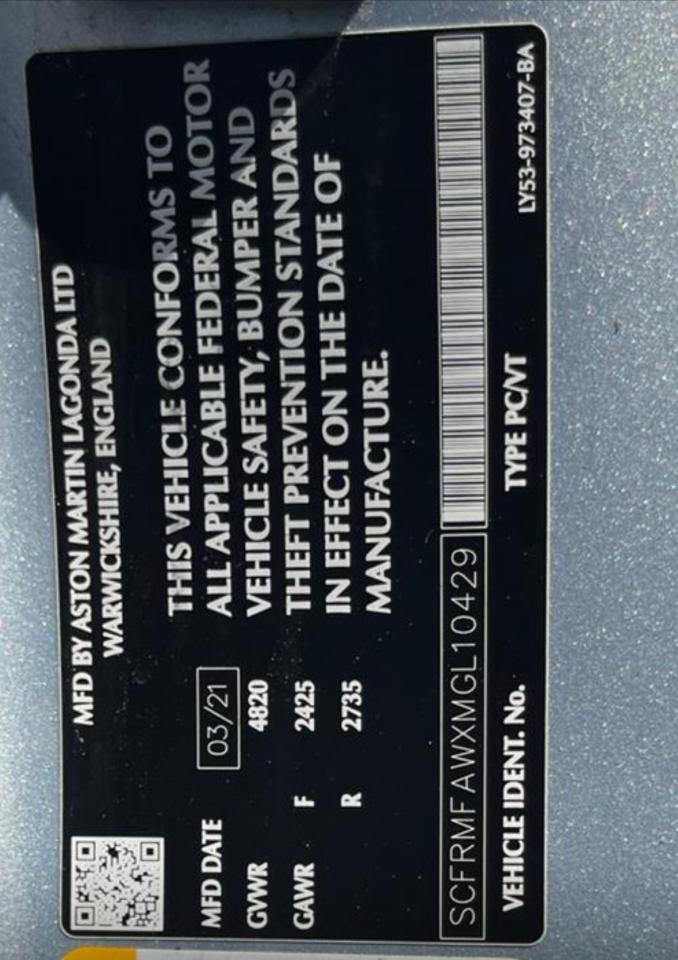 MFD BY ASTON MARTIN LAGONDA LTD
WARWICKSHIRE, ENGLAND
MFD DATE 03/21
GVWR 4820
GAWR F 2425
R 2735
THIS VEHICLE CONFORMS TO
ALL APPLICABLE FEDERAL MOTOR
VEHICLE SAFETY, BUMPER AND
THEFT PREVENTION STANDARDS
IN EFFECT ON THE DATE OF
MANUFACTURE.
SCFRMFAWXMGL10429
VEHICLE IDENT. No. TYPE PC/VT LY53-973407-BA